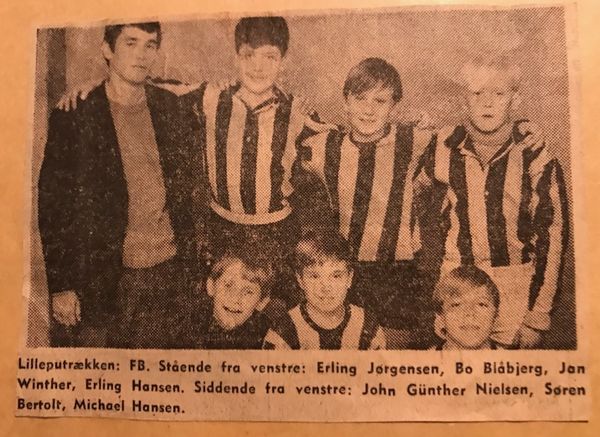 Lilleputrækken: FB. Stående fra venstre: Erling Jørgensen, Bo Blåbjerg, Jan
Winther, Erling Hansen. Siddende fra venstre: John Günther Nielsen, Søren
Bertolt, Michael Hansen.